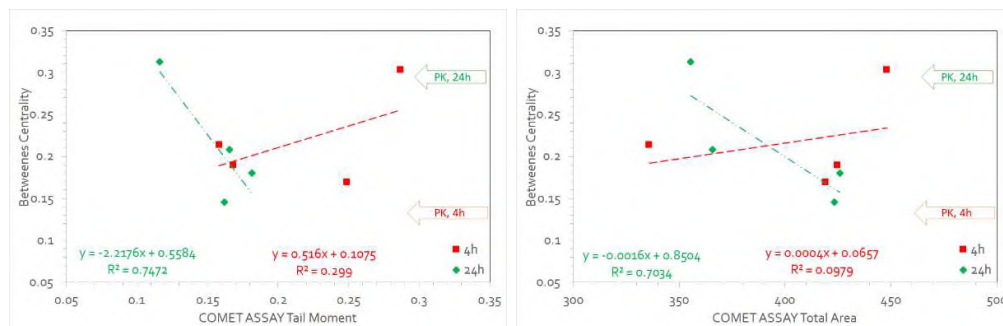 0.35
0.3
0.25
0.2
0.15
0.1
0.05
Betweenes Centrality
PK, 24h
PK, 4h
y = -2.2176x + 0.5584
R² = 0.7472
y = 0.516x + 0.1075
R² = 0.299
4h
24h
0.05 0.1 0.15 0.2 0.25 0.3 0.35
COMET ASSAY Tail Moment
0.35
0.3
0.25
0.2
0.15
0.1
0.05
Betweenes Centrality
PK, 24h
PK, 4h
y = -0.0016x + 0.8504
R² = 0.7034
y = 0.0004x + 0.0657
R² = 0.0979
4h
24h
300 350 400 450 500
COMET ASSAY Total Area